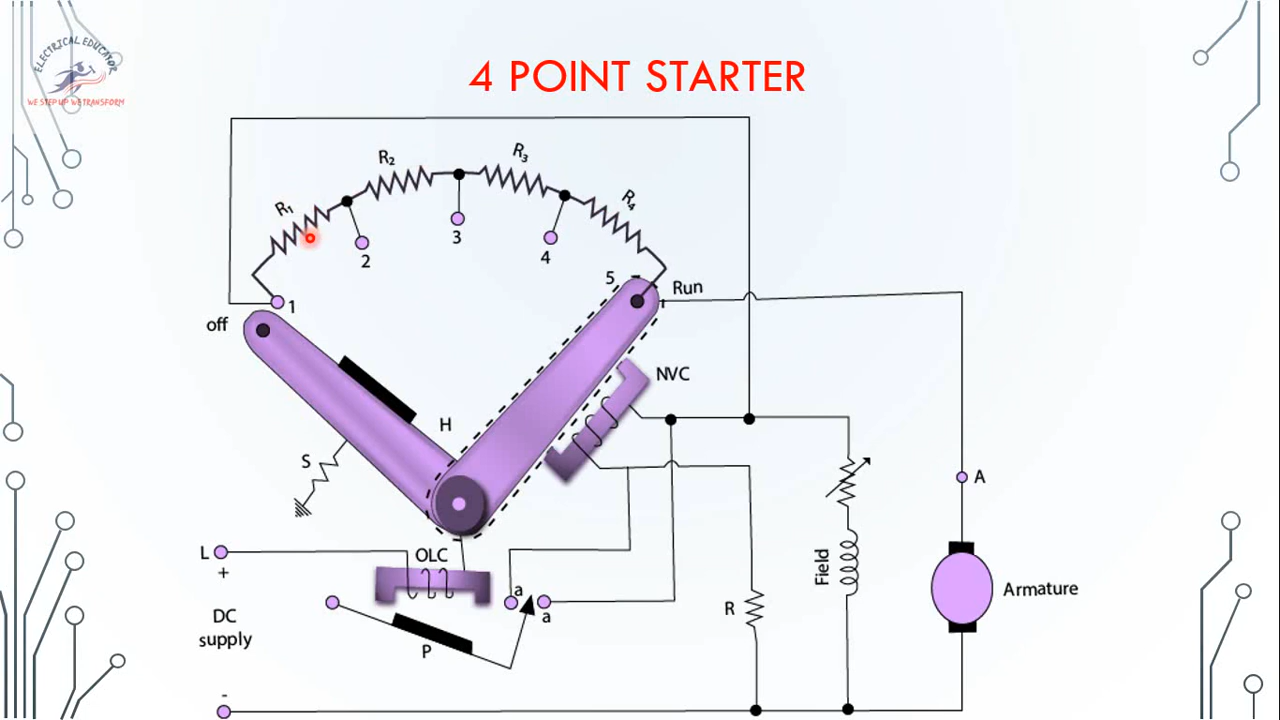 ELECTRICAL EDUCATOR
WE STEP UP WE TRANSFORM
4 POINT STARTER
R1
R2
R3
R4
1
2
3
4
5
Run
off
NVC
H
S
L
+
OLC
DC
supply
a
a
P
R
Field
A
Armature
-